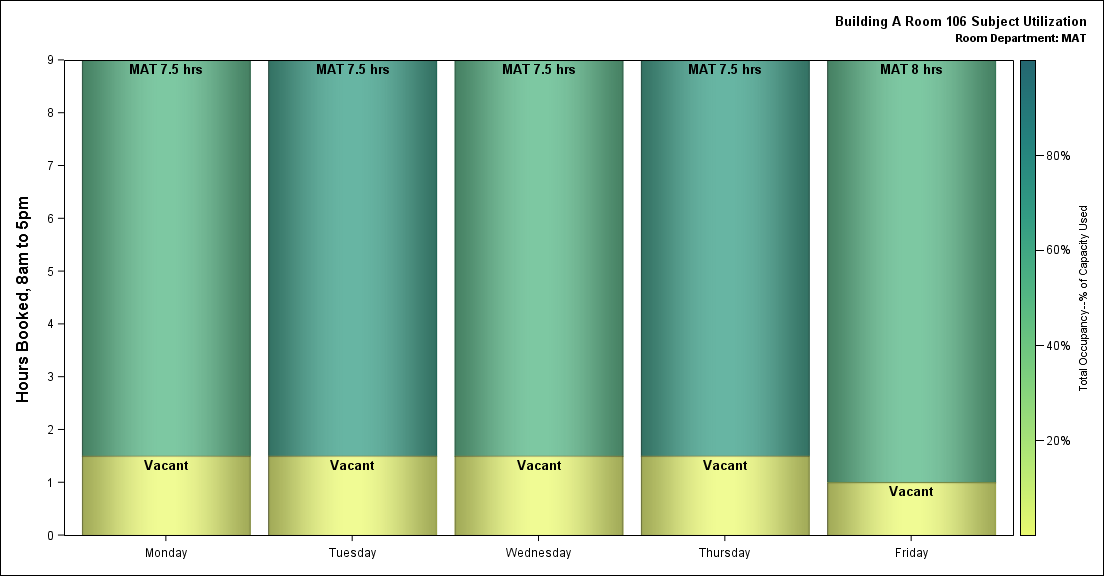 Building A Room 106 Subject Utilization
Room Department: MAT
Hours Booked, 8am to 5pm
9
8
7
6
5
4
3
2
1
0
MAT 7.5 hrs
MAT 7.5 hrs
MAT 7.5 hrs
MAT 7.5 hrs
MAT 8 hrs
Vacant
Vacant
Vacant
Vacant
Vacant
Monday
Tuesday
Wednesday
Thursday
Friday
80%
60%
40%
20%
Total Occupancy--% of Capacity Used